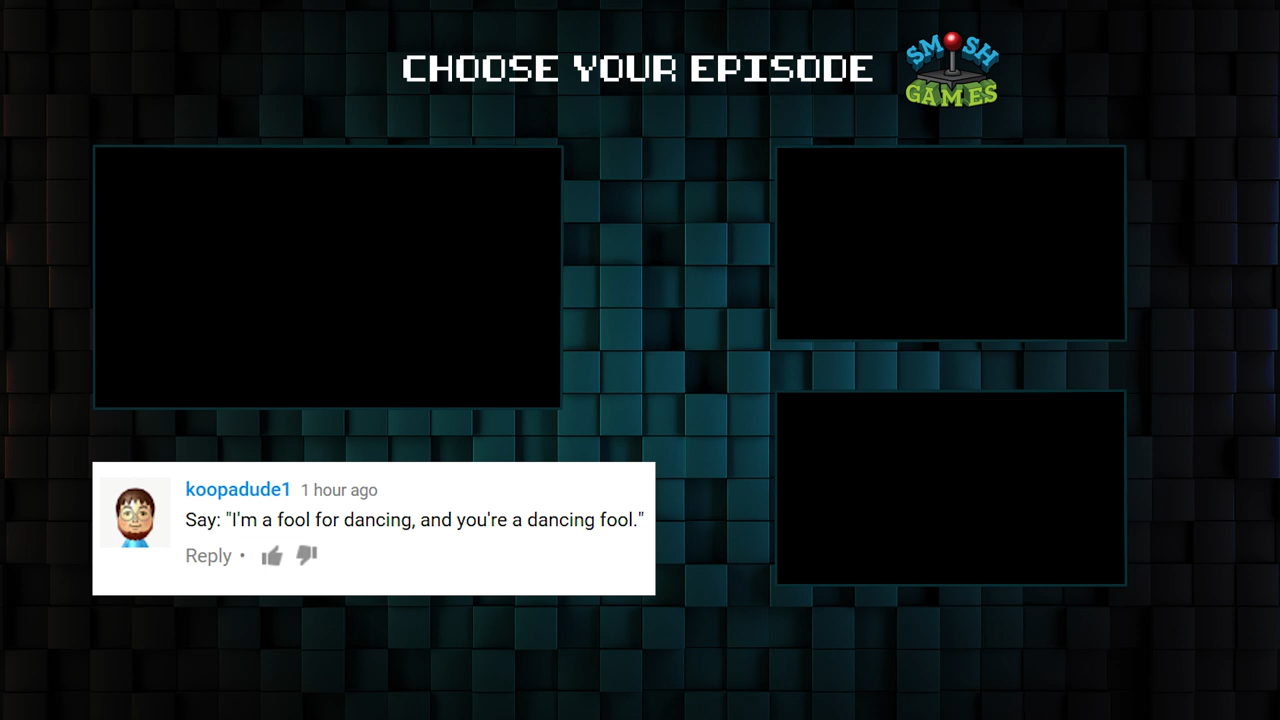 CHOOSE YOUR EPISODE
SMOSH
GAMES
koopadude1 1 hour ago
Say: "I'm a fool for dancing, and you're a dancing fool."
Reply •